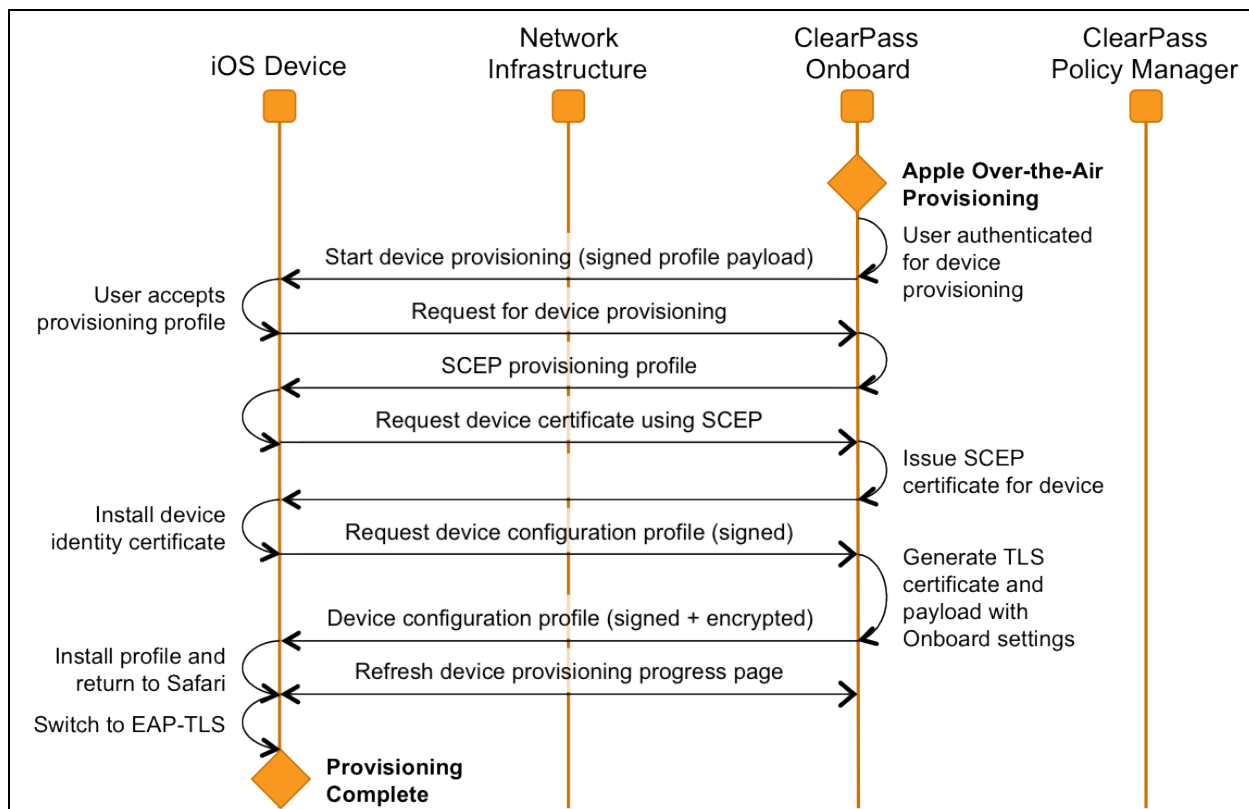 iOS Device
Network
Infrastructure
ClearPass
Onboard
ClearPass
Policy Manager
Apple Over-the-Air
Provisioning
User authenticated
for device
provisioning
Start device provisioning (signed profile payload)
User accepts
provisioning profile
Request for device provisioning
SCEP provisioning profile
Request device certificate using SCEP
Issue SCEP
certificate for device
Install device
identity certificate
Request device configuration profile (signed)
Generate TLS
certificate and
payload with
Onboard settings
Device configuration profile (signed + encrypted)
Install profile and
return to Safari
Refresh device provisioning progress page
Switch to EAP-TLS
Provisioning
Complete